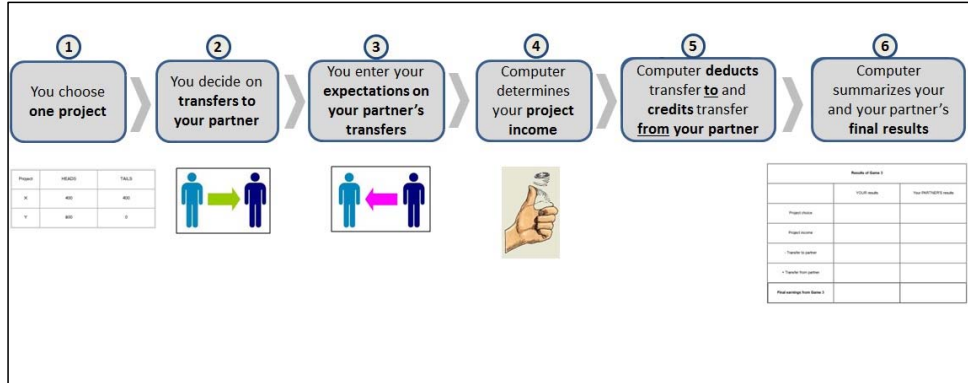 1
You choose
one project
2
You decide on
transfers to
your partner
3
You enter your
expectations on
your partner's
transfers
4
Computer
determines
your project
income
5
Computer deducts
transfer to and
credits transfer
from your partner
6
Computer
summarizes your
and your partner's
final results
Project HEADS TAILS
X 400 400
Y 800 0
Results of Game 3
YOUR results Your PARTNER'S results
Project choice
Project income
- Transfer to partner
+ Transfer from partner
Final earnings from Game 3